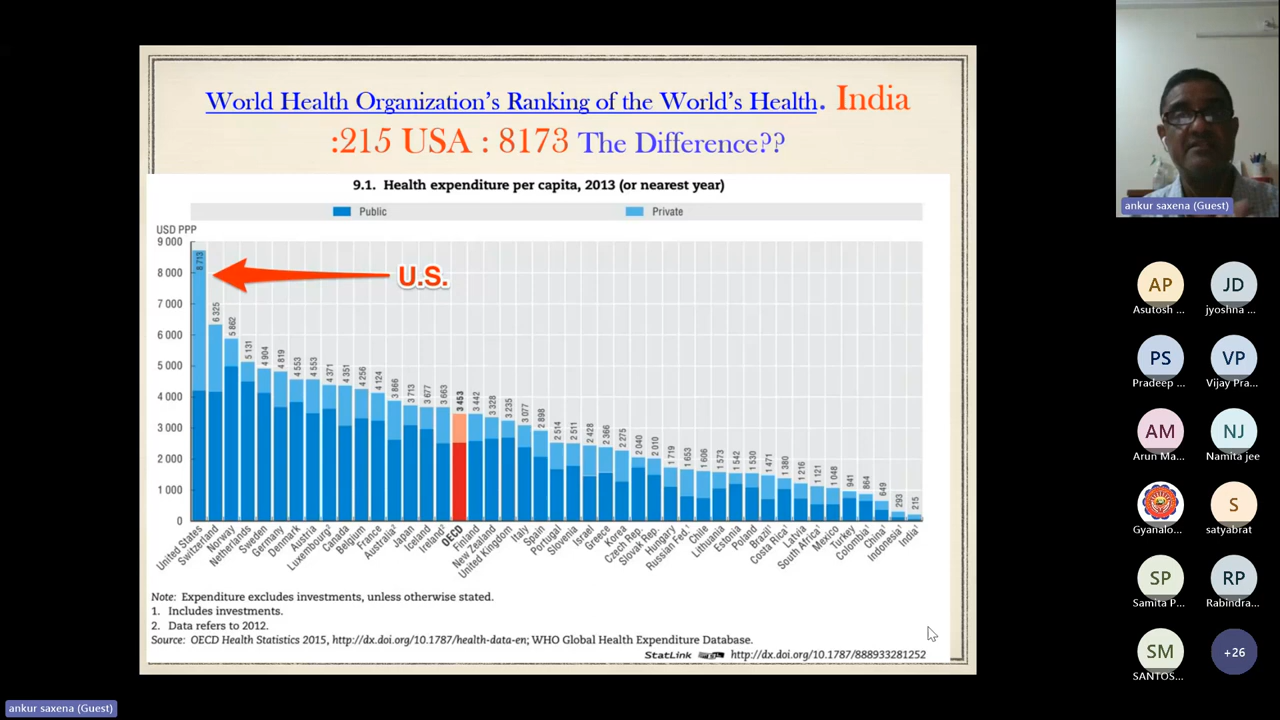 World Health Organization's Ranking of the World's Health. India
:215 USA : 8173 The Difference??
9.1. Health expenditure per capita, 2013 (or nearest year)
Public
Private
USD PPP
9 000
8 000
7 000
6 000
5 000
4 000
3 000
2 000
1 000
0
U.S.
8 713
6 325
5 862
5 131
4 904
4 819
4 553
4 553
4 371
4 351
4 256
4 124
3 866
3 713
3 677
3 663
3 453
3 442
3 328
3 235
3 077
2 898
2 514
2 511
2 428
2 366
2 275
2 040
2 010
1 719
1 653
1 606
1 573
1 542
1 530
1 471
1 380
1 216
1 121
1 048
941
864
649
293
215
United States
Switzerland
Norway
Netherlands
Sweden
Germany
Denmark
Austria
Luxembourg²
Canada
Belgium
France
Australia²
Japan
Iceland
Ireland²
OECD
Finland
New Zealand
United Kingdom
Italy
Spain
Portugal
Slovenia
Israel
Greece
Korea
Czech Rep.
Slovak Rep.
Hungary
Russian Fed.¹
Chile
Lithuania
Estonia
Poland
Brazil¹
Costa Rica¹
Latvia
South Africa¹
Mexico
Turkey
Colombia¹
China¹
Indonesia
India¹
Note: Expenditure excludes investments, unless otherwise stated.
1. Includes investments.
2. Data refers to 2012.
Source: OECD Health Statistics 2015, http://dx.doi.org/10.1787/health-data-en; WHO Global Health Expenditure Database.
StatLink http://dx.doi.org/10.1787/888933281252
ankur saxena (Guest)
AP
Asutosh ...
JD
jyoshna ...
PS
Pradeep ...
VP
Vijay Pra...
AM
Arun Ma...
NJ
Namita jee
Gyanalo...
S
satyabrat
SP
Samita P...
RP
Rabindra...
SM
SANTOS...
+26
ankur saxena (Guest)